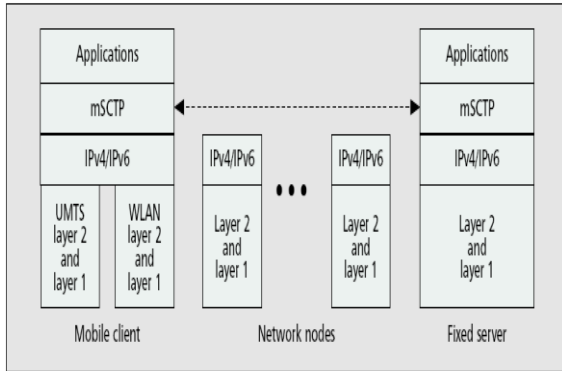 Applications
mSCTP
IPv4/IPv6
UMTS
layer 2
and
layer 1
WLAN
layer 2
and
layer 1
Mobile client
IPv4/IPv6
Layer 2
and
layer 1
IPv4/IPv6
Layer 2
and
layer 1
Network nodes
Applications
mSCTP
IPv4/IPv6
Layer 2
and
layer 1
Fixed server